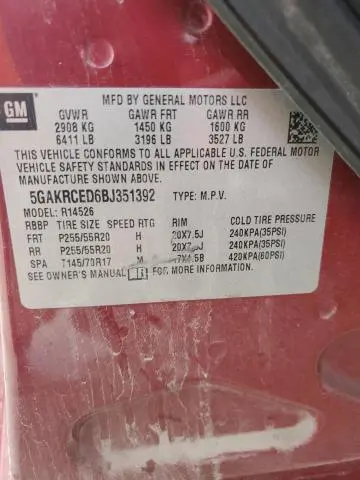 GM
MFD BY GENERAL MOTORS LLC
GVWR GAWR FRT GAWR RR
2908 KG 1450 KG 1600 KG
6411 LB 3196 LB 3527 LB
THIS VEHICLE CONFORMS TO ALL APPLICABLE U.S. FEDERAL MOTOR
VEHICLE SAFETY STANDARDS IN EFFECT ON THE DATE OF
MANUFACTURE SHOWN ABOVE.
5GAKRCED6BJ351392 TYPE: M.P.V.
MODEL: R14526
RBBP TIRE SIZE SPEED RTG RIM COLD TIRE PRESSURE
FRT P255/55R20 H 20X7.5J 240KPA(35PSI)
RR P255/55R20 H 240KPA(35PSI)
SPA T145/70R17 M 420KPA(60PSI)
SEE OWNER'S MANUAL FOR MORE INFORMATION.